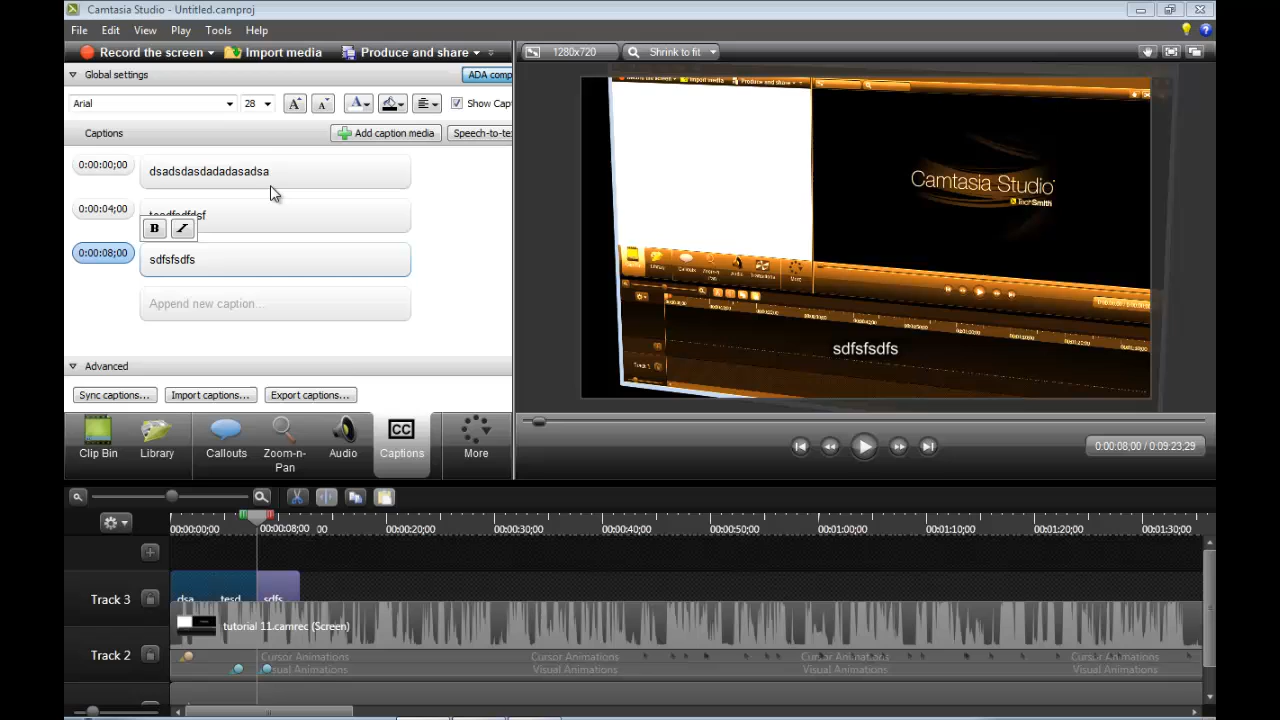 Camtasia Studio - Untitled.camproj
File Edit View Play Tools Help
Record the screen Import media Produce and share
1280x720 Shrink to fit
Global settings
ADA comp
Arial 28 Show Cap
Captions
Add caption media
Speech-to-te
0:00:00;00 dsadsdasdadadasadsa
0:00:04;00
B I
0:00:08;00 sdfsfsdfs
Append new caption...
Advanced
Sync captions... Import captions... Export captions...
Clip Bin
Library
Callouts
Zoom-n-Pan
Audio
CC
Captions
More
Camtasia Studio
TechSmith
sdfsfsdfs
0:00:08;00 / 0:09:23;29
00:00:00;00 00:00:08;00 00:00:20;00 00:00:30;00 00:00:40;00 00:00:50;00 00:01:00;00 00:01:10;00 00:01:20;00 00:01:30;00
Track 3
dsa tesd sdfs
tutorial 11.camrec (Screen)
Track 2
Cursor Animations Cursor Animations Cursor Animations Cursor Animations
Visual Animations Visual Animations Visual Animations Visual Animations